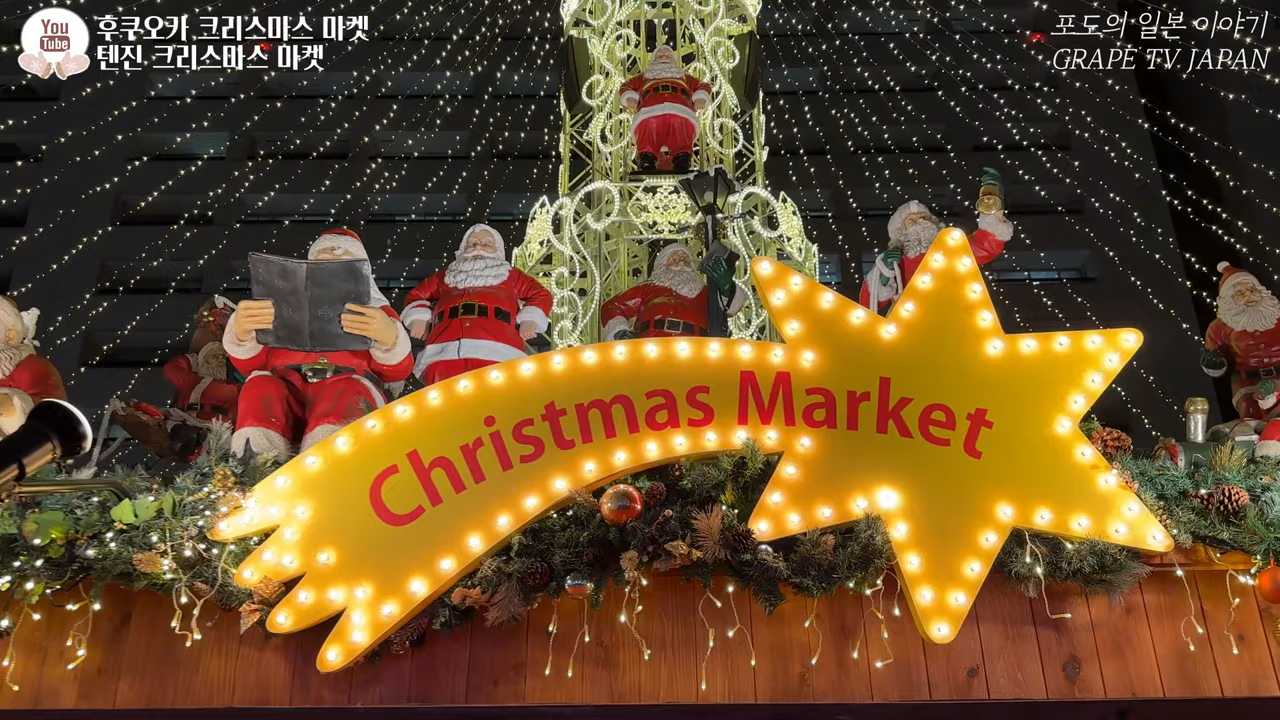 You
Tube
후쿠오카 크리스마스 마켓
텐진 크리스마스 마켓
포도의 일본 이야기
GRAPE TV JAPAN
Christmas Market